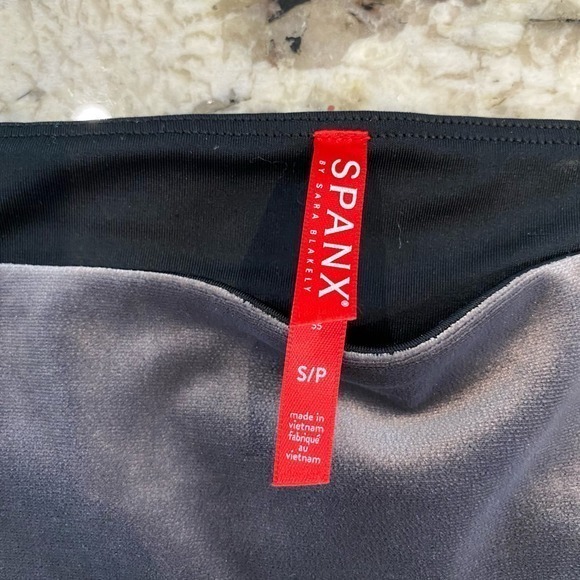 SPANX®
BY SARA BLAKELY
S/P
made in
vietnam
fabriqué
au
vietnam